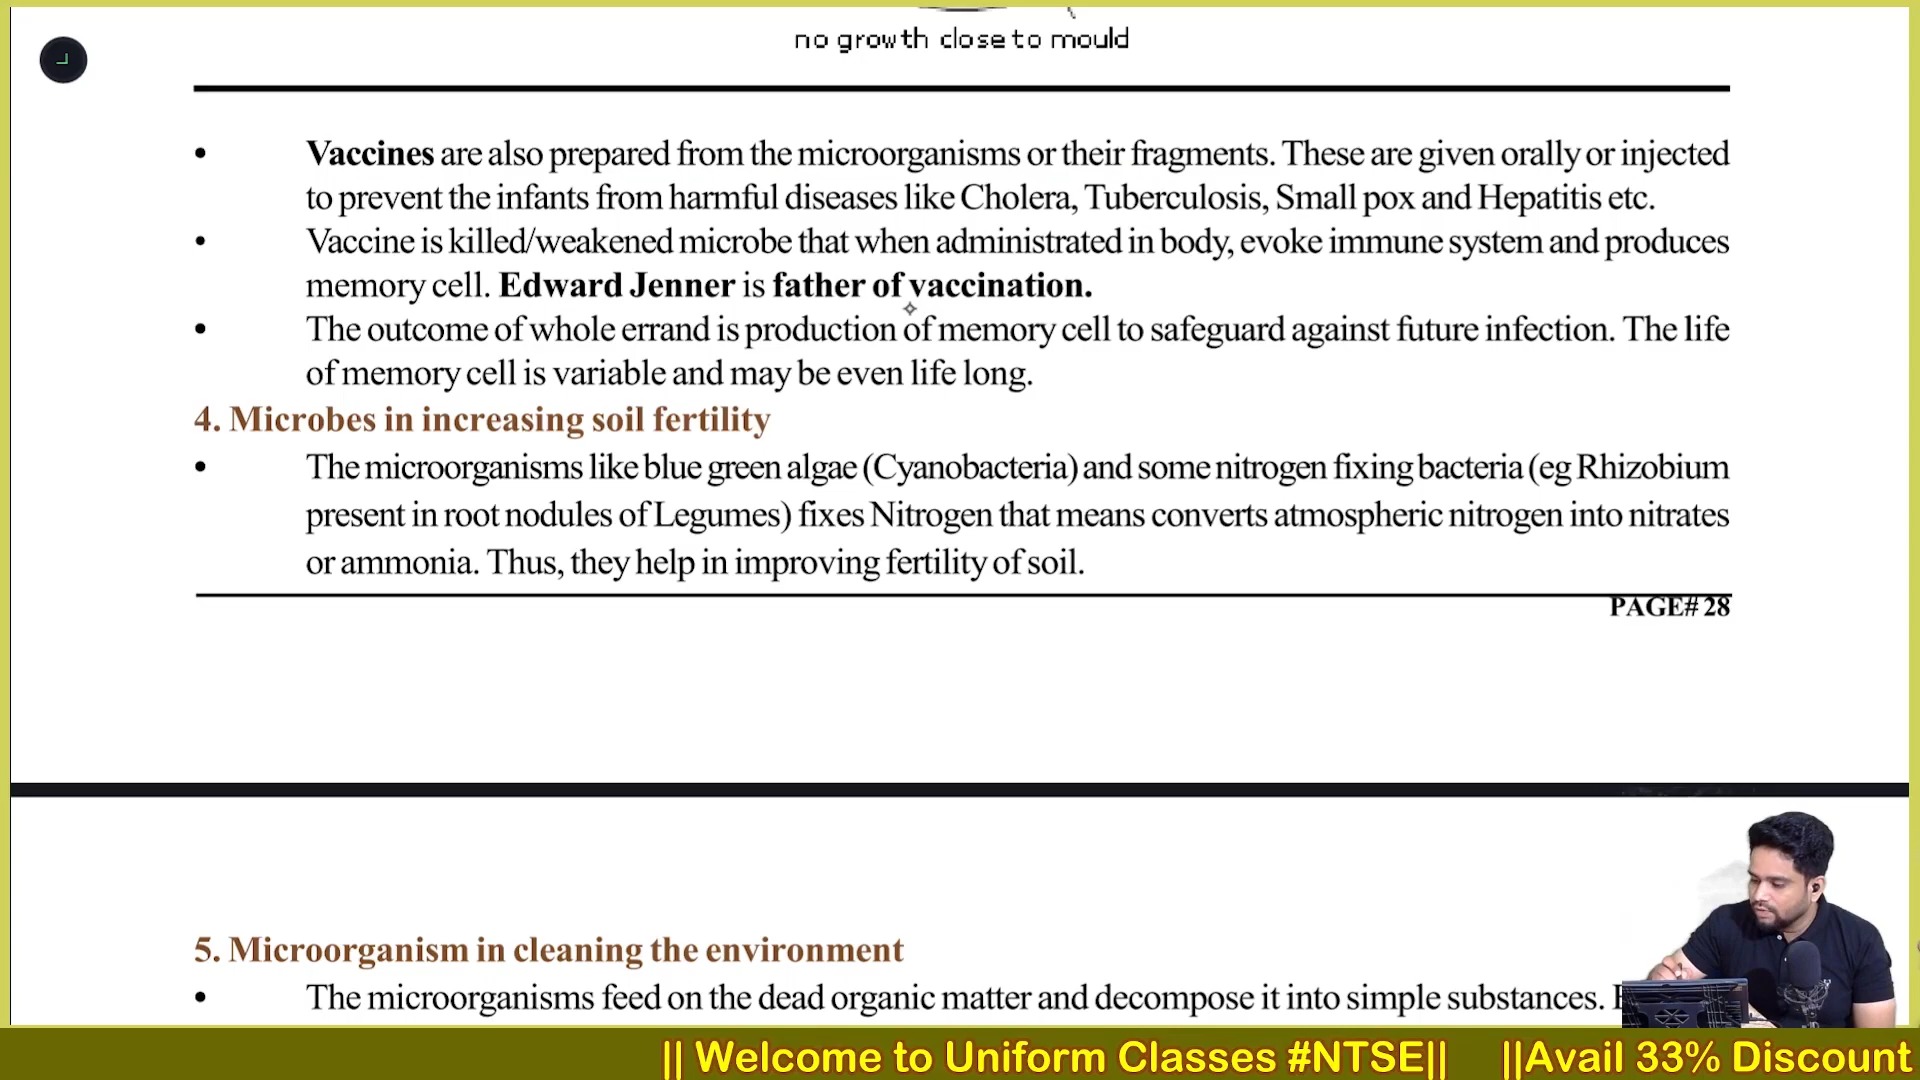 no growth close to mould
• Vaccines are also prepared from the microorganisms or their fragments. These are given orally or injected
to prevent the infants from harmful diseases like Cholera, Tuberculosis, Small pox and Hepatitis etc.
• Vaccine is killed/weakened microbe that when administrated in body, evoke immune system and produces
memory cell. Edward Jenner is father of vaccination.
• The outcome of whole errand is production of memory cell to safeguard against future infection. The life
of memory cell is variable and may be even life long.
4. Microbes in increasing soil fertility
• The microorganisms like blue green algae (Cyanobacteria) and some nitrogen fixing bacteria (eg Rhizobium
present in root nodules of Legumes) fixes Nitrogen that means converts atmospheric nitrogen into nitrates
or ammonia. Thus, they help in improving fertility of soil.
PAGE# 28
5. Microorganism in cleaning the environment
• The microorganisms feed on the dead organic matter and decompose it into simple substances.
|| Welcome to Uniform Classes #NTSE|| ||Avail 33% Discount